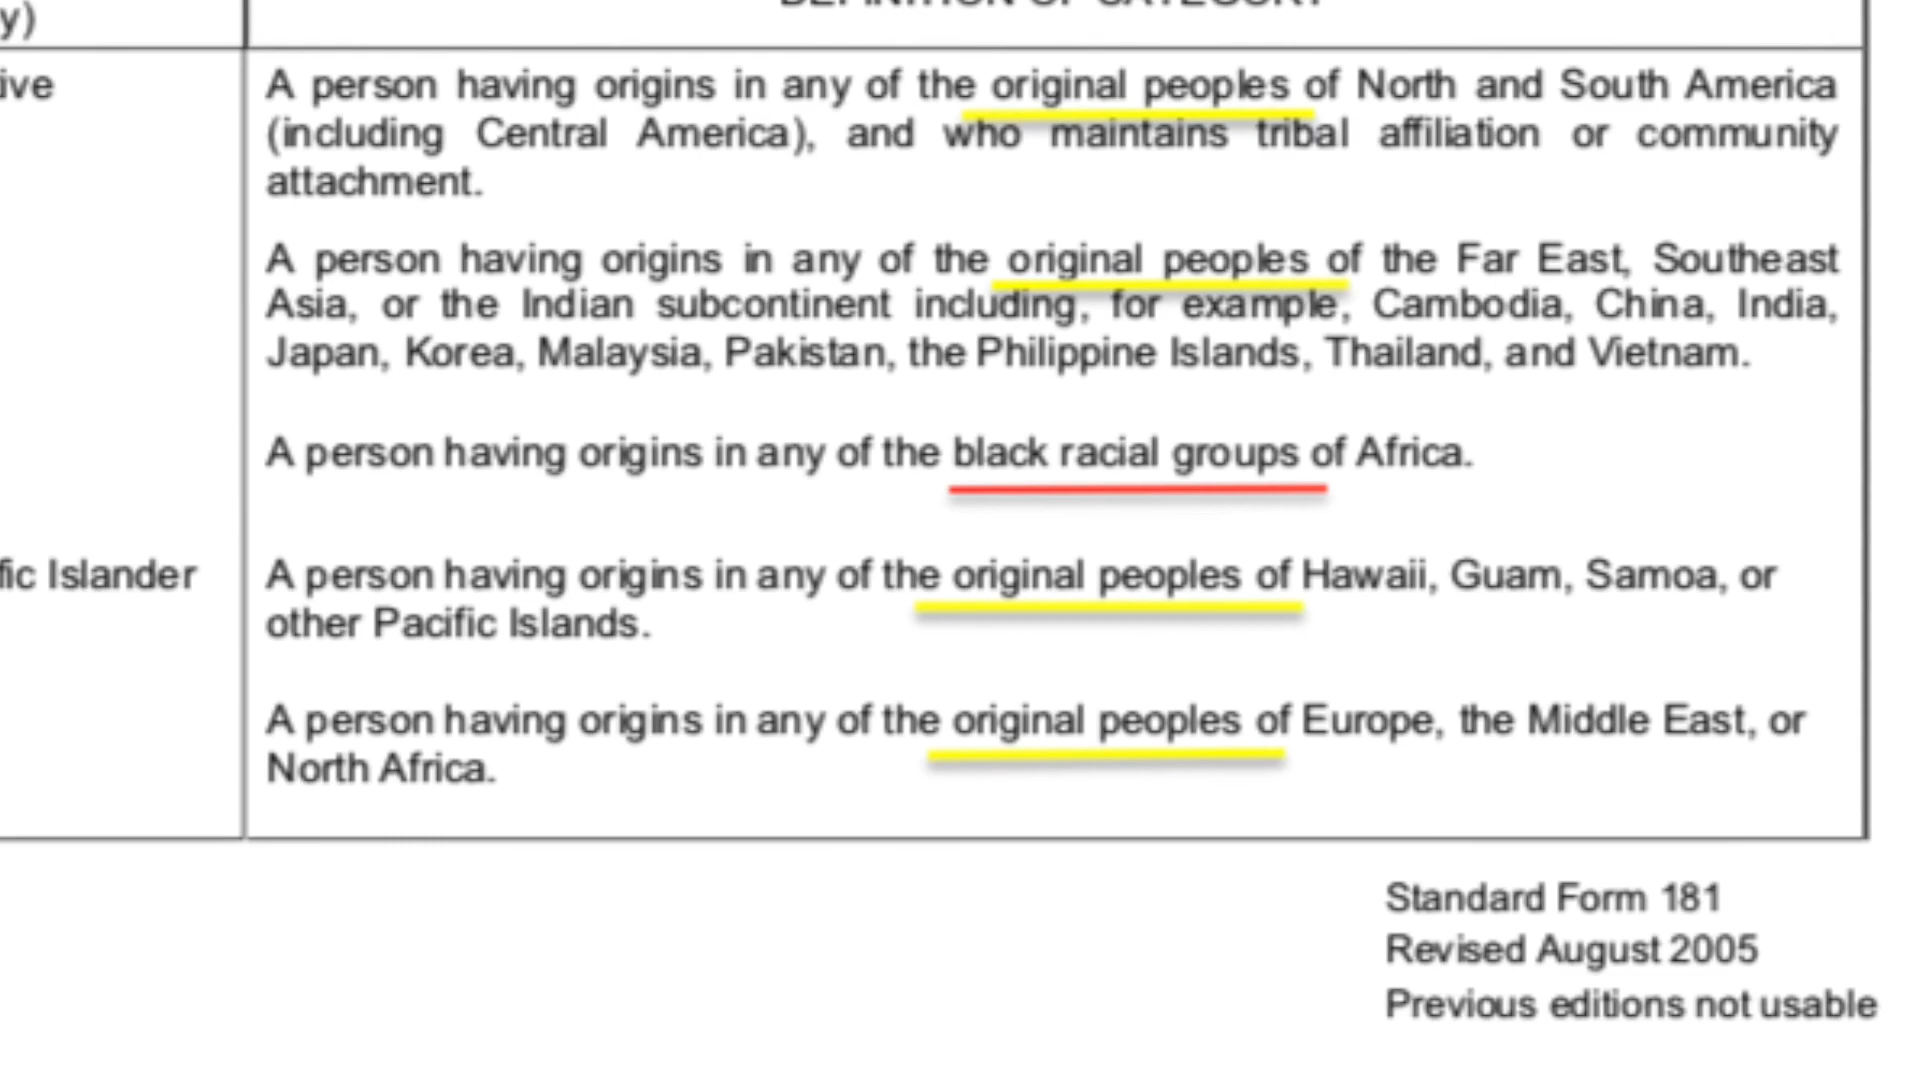 y)
DEFINITION OF CATEGORY
ive
A person having origins in any of the original peoples of North and South America
(including Central America), and who maintains tribal affiliation or community
attachment.
A person having origins in any of the original peoples of the Far East, Southeast
Asia, or the Indian subcontinent including, for example, Cambodia, China, India,
Japan, Korea, Malaysia, Pakistan, the Philippine Islands, Thailand, and Vietnam.
A person having origins in any of the black racial groups of Africa.
fic Islander
A person having origins in any of the original peoples of Hawaii, Guam, Samoa, or
other Pacific Islands.
A person having origins in any of the original peoples of Europe, the Middle East, or
North Africa.
Standard Form 181
Revised August 2005
Previous editions not usable